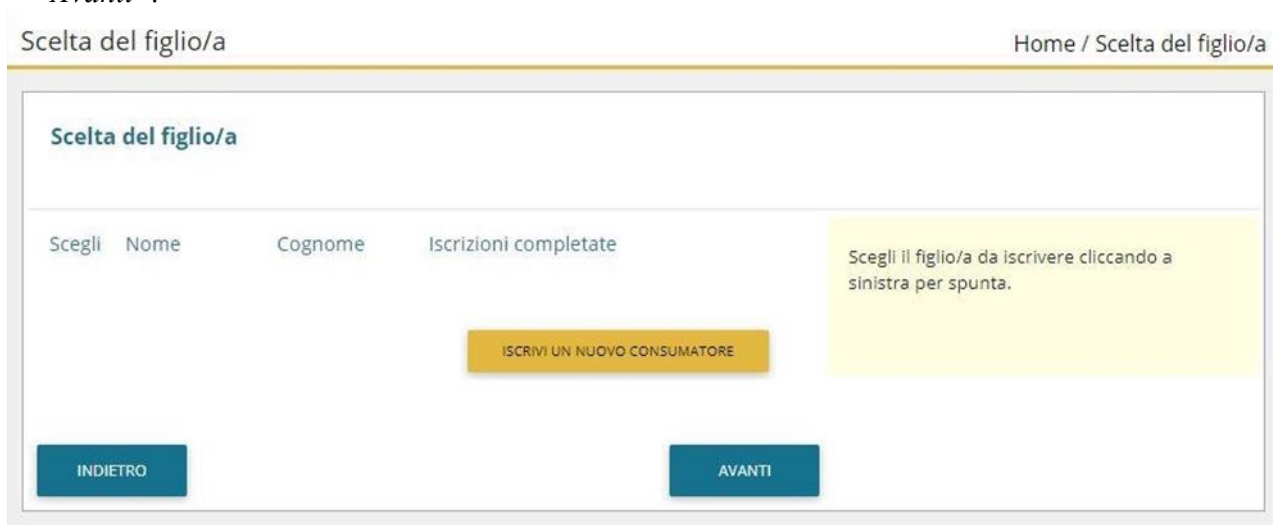 Avanti".
Scelta del figlio/a
Home / Scelta del figlio/a
Scelta del figlio/a
Scegli Nome Cognome Iscrizioni completate
Scegli il figlio/a da iscrivere cliccando a
sinistra per spunta.
ISCRIVI UN NUOVO CONSUMATORE
INDIETRO
AVANTI